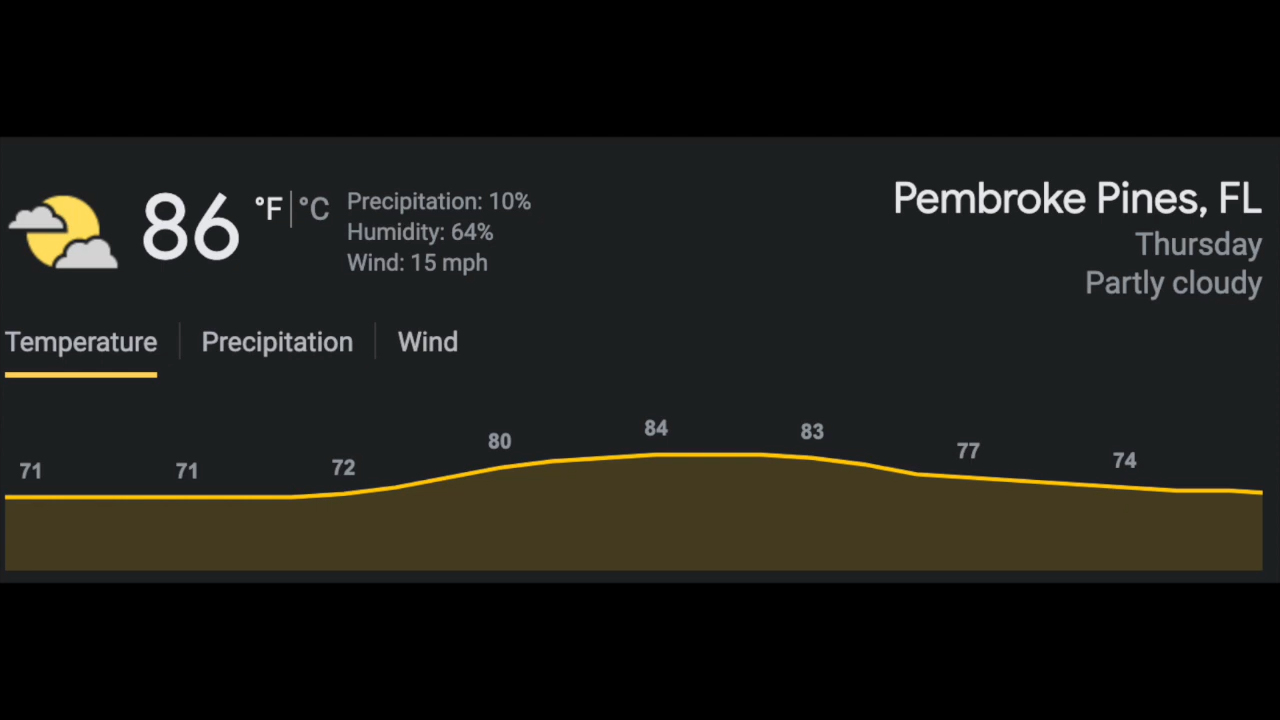 86 °F | °C
Precipitation: 10%
Humidity: 64%
Wind: 15 mph
Pembroke Pines, FL
Thursday
Partly cloudy
Temperature
Precipitation
Wind
71 71 72 80 84 83 77 74